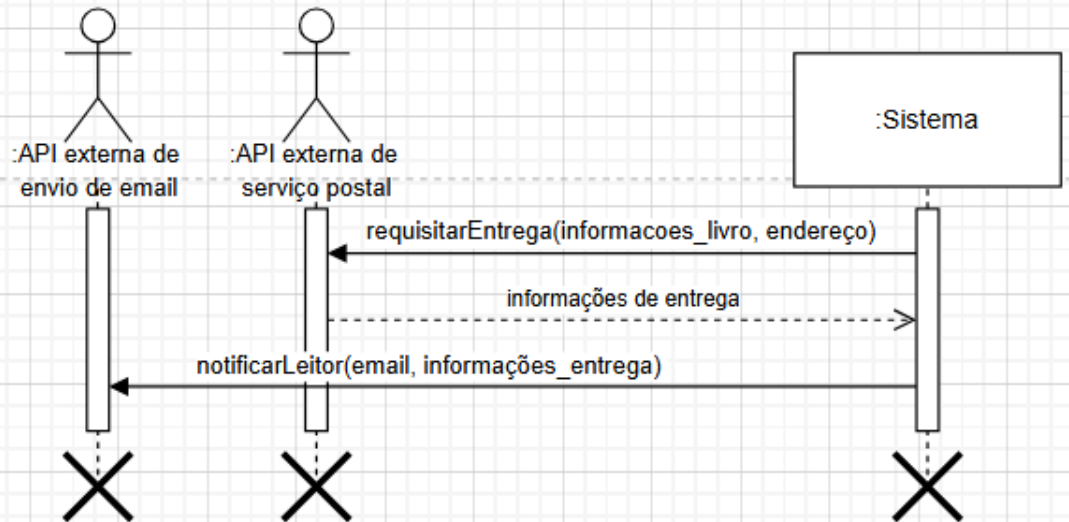 :API externa de
envio de email
:API externa de
serviço postal
:Sistema
requisitarEntrega(informacoes_livro, endereço)
informações de entrega
notificarLeitor(email, informações_entrega)